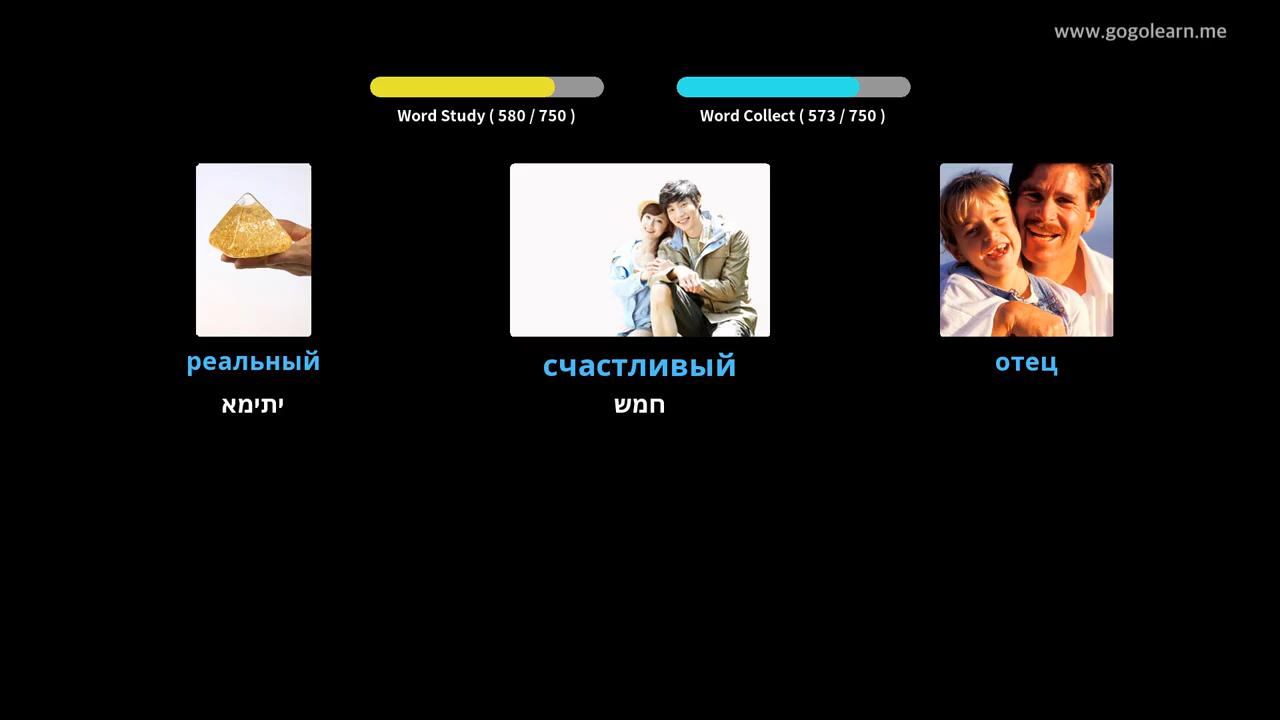 www.gogolearn.me
Word Study ( 580 / 750 )
Word Collect ( 573 / 750 )
реальный
счастливый
отец
יתימא
חמש